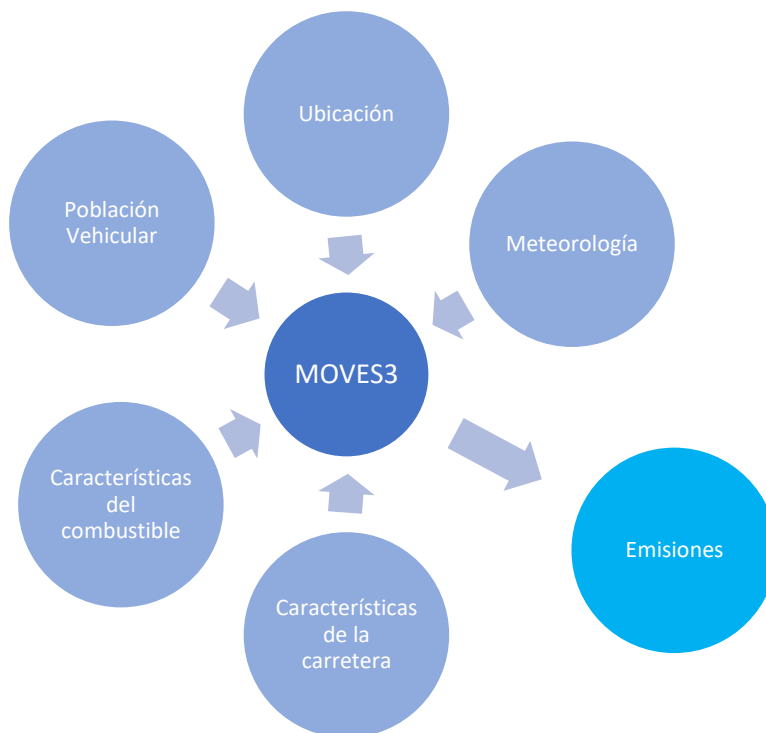 Ubicación
Población
Vehicular
Meteorología
MOVES3
Características
del
combustible
Emisiones
Características
de la
carretera